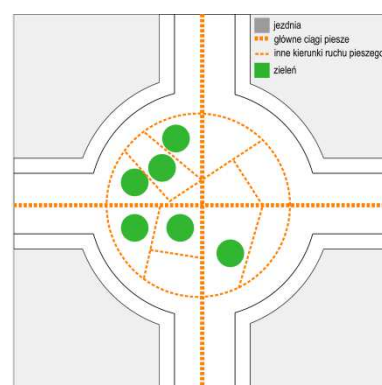 jezdnia
główne ciągi piesze
inne kierunki ruchu pieszego
zieleń